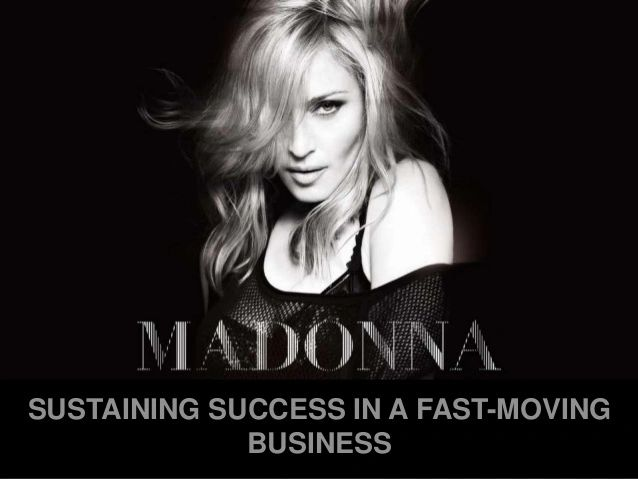 MADONNA
SUSTAINING SUCCESS IN A FAST-MOVING
BUSINESS